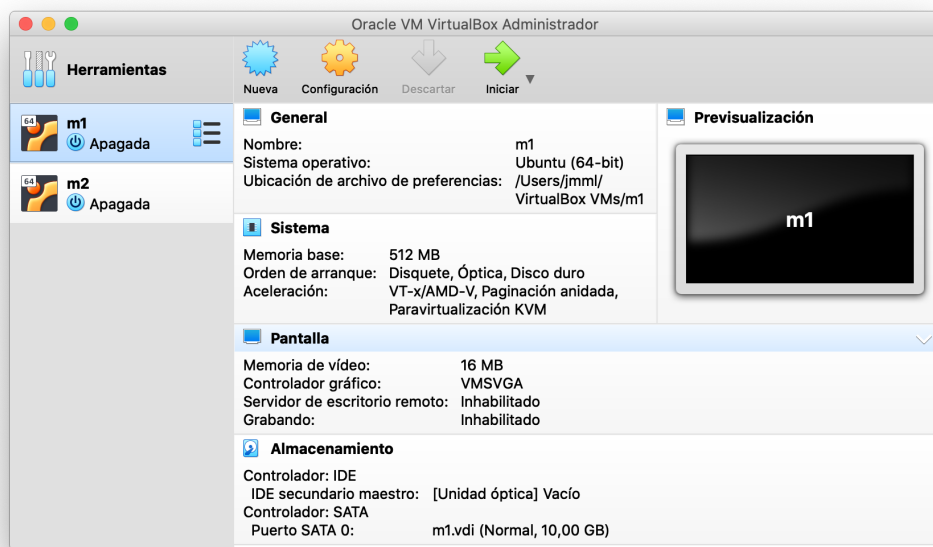 Oracle VM VirtualBox Administrador
Herramientas
Nueva
Configuración
Descartar
Iniciar
64
m1
Apagada
64
m2
Apagada
General
Nombre: m1
Sistema operativo: Ubuntu (64-bit)
Ubicación de archivo de preferencias: /Users/jmml/
VirtualBox VMs/m1
Previsualización
m1
Sistema
Memoria base: 512 MB
Orden de arranque: Disquete, Óptica, Disco duro
Aceleración: VT-x/AMD-V, Paginación anidada,
Paravirtualización KVM
Pantalla
Memoria de vídeo: 16 MB
Controlador gráfico: VMSVGA
Servidor de escritorio remoto: Inhabilitado
Grabando: Inhabilitado
Almacenamiento
Controlador: IDE
IDE secundario maestro: [Unidad óptica] Vacío
Controlador: SATA
Puerto SATA 0: m1.vdi (Normal, 10,00 GB)